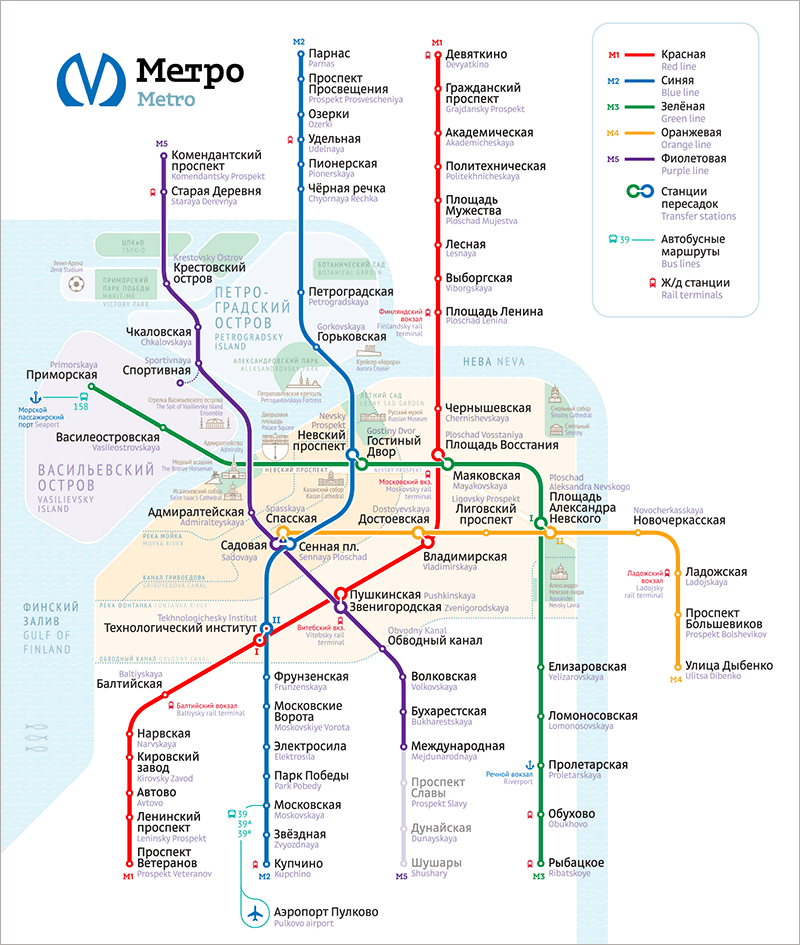 Метро
Metro
M1
Красная
Red line
M2
Синяя
Blue line
M3
Зелёная
Green line
M4
Оранжевая
Orange line
M5
Фиолетовая
Purple line
Станции
пересадок
Transfer stations
39
Автобусные
маршруты
Bus lines
Ж/д станции
Rail terminals
M2
Парнас
Parnas
Проспект
Просвещения
Prospekt Prosvescheniya
Озерки
Ozerki
Удельная
Udelnaya
Пионерская
Pionerskaya
Чёрная речка
Chyornaya Rechka
Петроградская
Petrogradskaya
Gorkovskaya
Горьковская
M1
Девяткино
Devyatkino
Гражданский
проспект
Grajdansky Prospekt
Академическая
Akademicheskaya
Политехническая
Politekhnicheskaya
Площадь
Мужества
Ploschad Mujestva
Лесная
Lesnaya
Выборгская
Viborgskaya
Финляндский
вокзал
Finlandsky rail
terminal
Площадь Ленина
Ploschad Lenina
Чернышевская
Chernishevskaya
Ploschad Vosstaniya
Площадь Восстания
M5
Комендантский
проспект
Komendantsky Prospekt
Старая Деревня
Staraya Derevnya
Krestovsky Ostrov
Крестовский
остров
Чкаловская
Chkalovskaya
Sportivnaya
Спортивная
ЦПКиО
Зенит-Арена
Zenit Stadium
ПРИМОРСКИЙ
ПАРК ПОБЕДЫ
MARITIME
VICTORY PARK
БОТАНИЧЕСКИЙ САД
BOTANICAL GARDEN
ПЕТРО-
ГРАДСКИЙ
ОСТРОВ
PETROGRADSKY
ISLAND
АЛЕКСАНДРОВСКИЙ ПАРК
ALEKSANDROVSKY PARK
Крейсер «Аврора»
Aurora Cruiser
НЕВА NEVA
Primorskaya
Приморская
158
Морской
пассажирский
порт Seaport
Василеостровская
Vasileostrovskaya
ВАСИЛЬЕВСКИЙ
ОСТРОВ
VASILIEVSKY
ISLAND
Стрелка Васильевского острова
The Spit of Vasilievsky Island
Ensemble
Петропавловская крепость
Petropavlovskaya Fortress
ЛЕТНИЙ САД
LETNY SAD GARDEN
Русский музей
Russian Museum
Дворцовая
площадь
Palace Square
Адмиралтейство
Admiralty
Медный всадник
The Bronze Horseman
Исаакиевский собор
Isaac Cathedral
Казанский собор
Kazan Cathedral
Смольный собор
Smolny Cathedral
Смольный
Smolny
НЕВСКИЙ ПРОСПЕКТ
NEVSKY PROSPEKT
Nevsky
Prospekt
Невский
проспект
Gostiny Dvor
Гостиный
Двор
Маяковская
Mayakovskaya
Московский вкз.
Moskovsky rail
terminal
Ploschad
Aleksandra Nevskogo
Площадь
Александра
Невского
I
II
Адмиралтейская
Admiralteyskaya
Spasskaya
Спасская
Садовая
Sadovaya
Сенная пл.
Sennaya Ploschad
Dostoyevskaya
Достоевская
Ligovsky Prospekt
Лиговский
проспект
Владимирская
Vladimirskaya
Novocherkasskaya
Новочеркасская
Ладожский
вокзал
Ladojsky
rail terminal
Ладожская
Ladojskaya
Проспект
Большевиков
Prospekt Bolshevikov
Улица Дыбенко
Ulitsa Dibenko
M4
Александро-
Невская лавра
Alexander
Nevsky Lavra
РЕКА МОЙКА
MOYKA RIVER
КАНАЛ ГРИБОЕДОВА
GRIBOYEDOVA CANAL
РЕКА ФОНТАНКА FONTANKA RIVER
ОБВОДНЫЙ КАНАЛ OBVODNY CANAL
ФИНСКИЙ
ЗАЛИВ
GULF OF
FINLAND
Пушкинская Pushkinskaya
Звенигородская Zvenigorodskaya
Витебский вкз.
Vitebsky rail
terminal
Obvodny Kanal
Обводный канал
Tekhnologichesky Institut
Технологический институт
II
I
Baltiyskaya
Балтийская
Балтийский вокзал
Baltiysky rail terminal
Нарвская
Narvskaya
Кировский
завод
Kirovsky Zavod
Автово
Avtovo
Ленинский
проспект
Leninsky Prospekt
Проспект
Ветеранов
Prospekt Veteranov
M1
Фрунзенская
Frunzenskaya
Московские
Ворота
Moskovskiye Vorota
Электросила
Elektrosila
Парк Победы
Park Pobedy
Московская
Moskovskaya
39
39А
39К
Звёздная
Zvyozdnaya
Купчино
Kupchino
M2
Аэропорт Пулково
Pulkovo airport
Волковская
Volkovskaya
Бухарестская
Bukharestskaya
Международная
Mejdunarodnaya
Проспект
Славы
Prospekt Slavy
Дунайская
Dunayskaya
Шушары
Shushary
M5
Елизаровская
Yelizarovskaya
Ломоносовская
Lomonosovskaya
Речной вокзал
Riverport
Пролетарская
Proletarskaya
Обухово
Obukhovo
Рыбацкое
Ribatskoye
M3